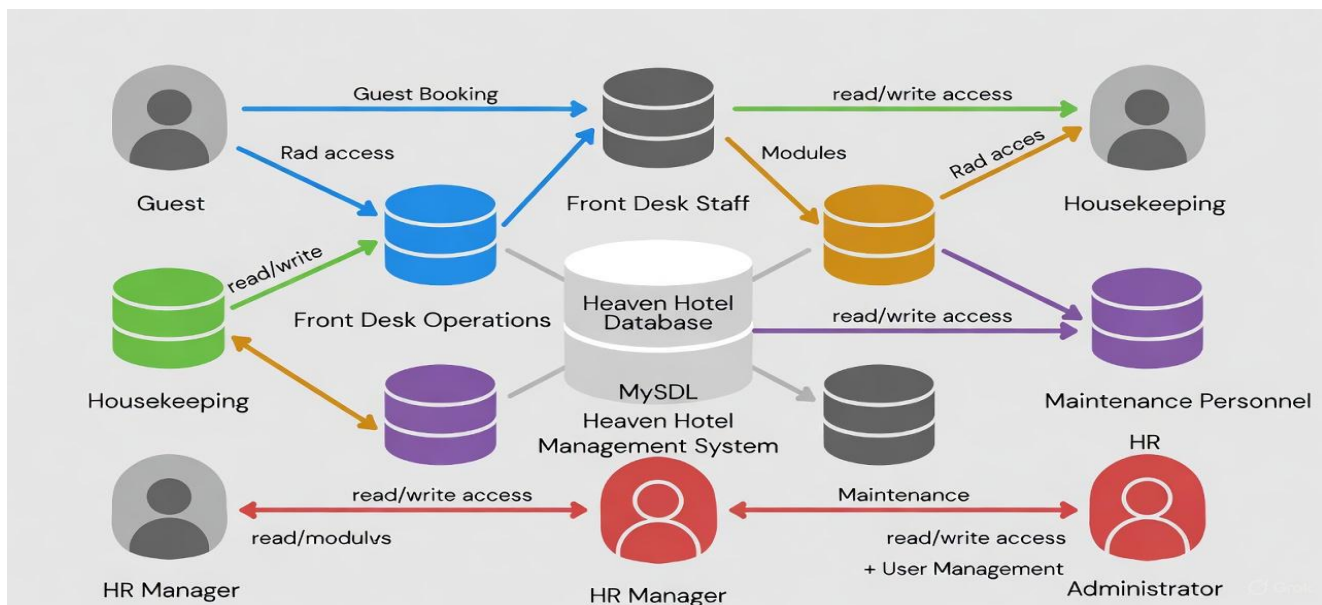 Guest Booking
read/write access
Rad access
Modules
Rad acces
Guest
Front Desk Staff
Housekeeping
read/write
Heaven Hotel
Database
Front Desk Operations
read/write access
MySDL
Housekeeping
Heaven Hotel
Management System
Maintenance Personnel
HR
read/write access
Maintenance
read/modulvs
read/write access
+ User Management
HR Manager
HR Manager
Administrator